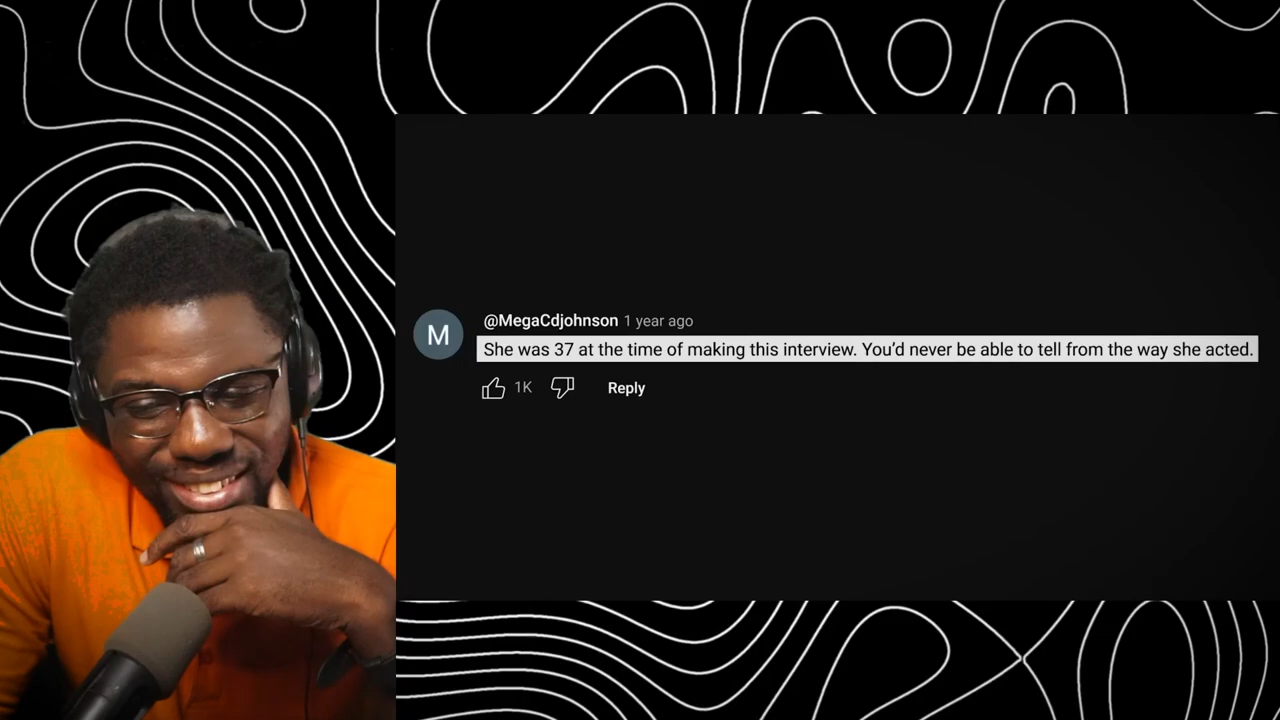 M
@MegaCdjohnson 1 year ago
She was 37 at the time of making this interview. You’d never be able to tell from the way she acted.
1K Reply